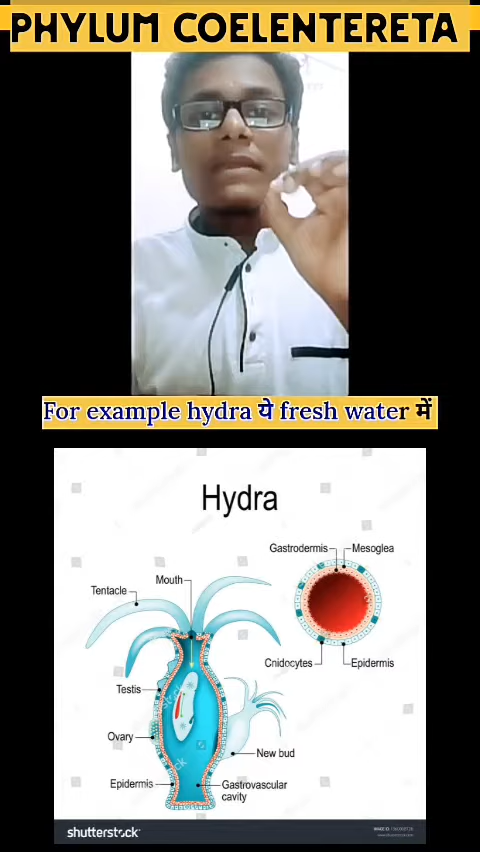 PHYLUM COELENTERETA
For example hydra ये fresh water में
Hydra
Gastrodermis
Mesoglea
Mouth
Tentacle
Cnidocytes
Epidermis
Testis
Ovary
New bud
Epidermis
Gastrovascular
cavity
shutterstock